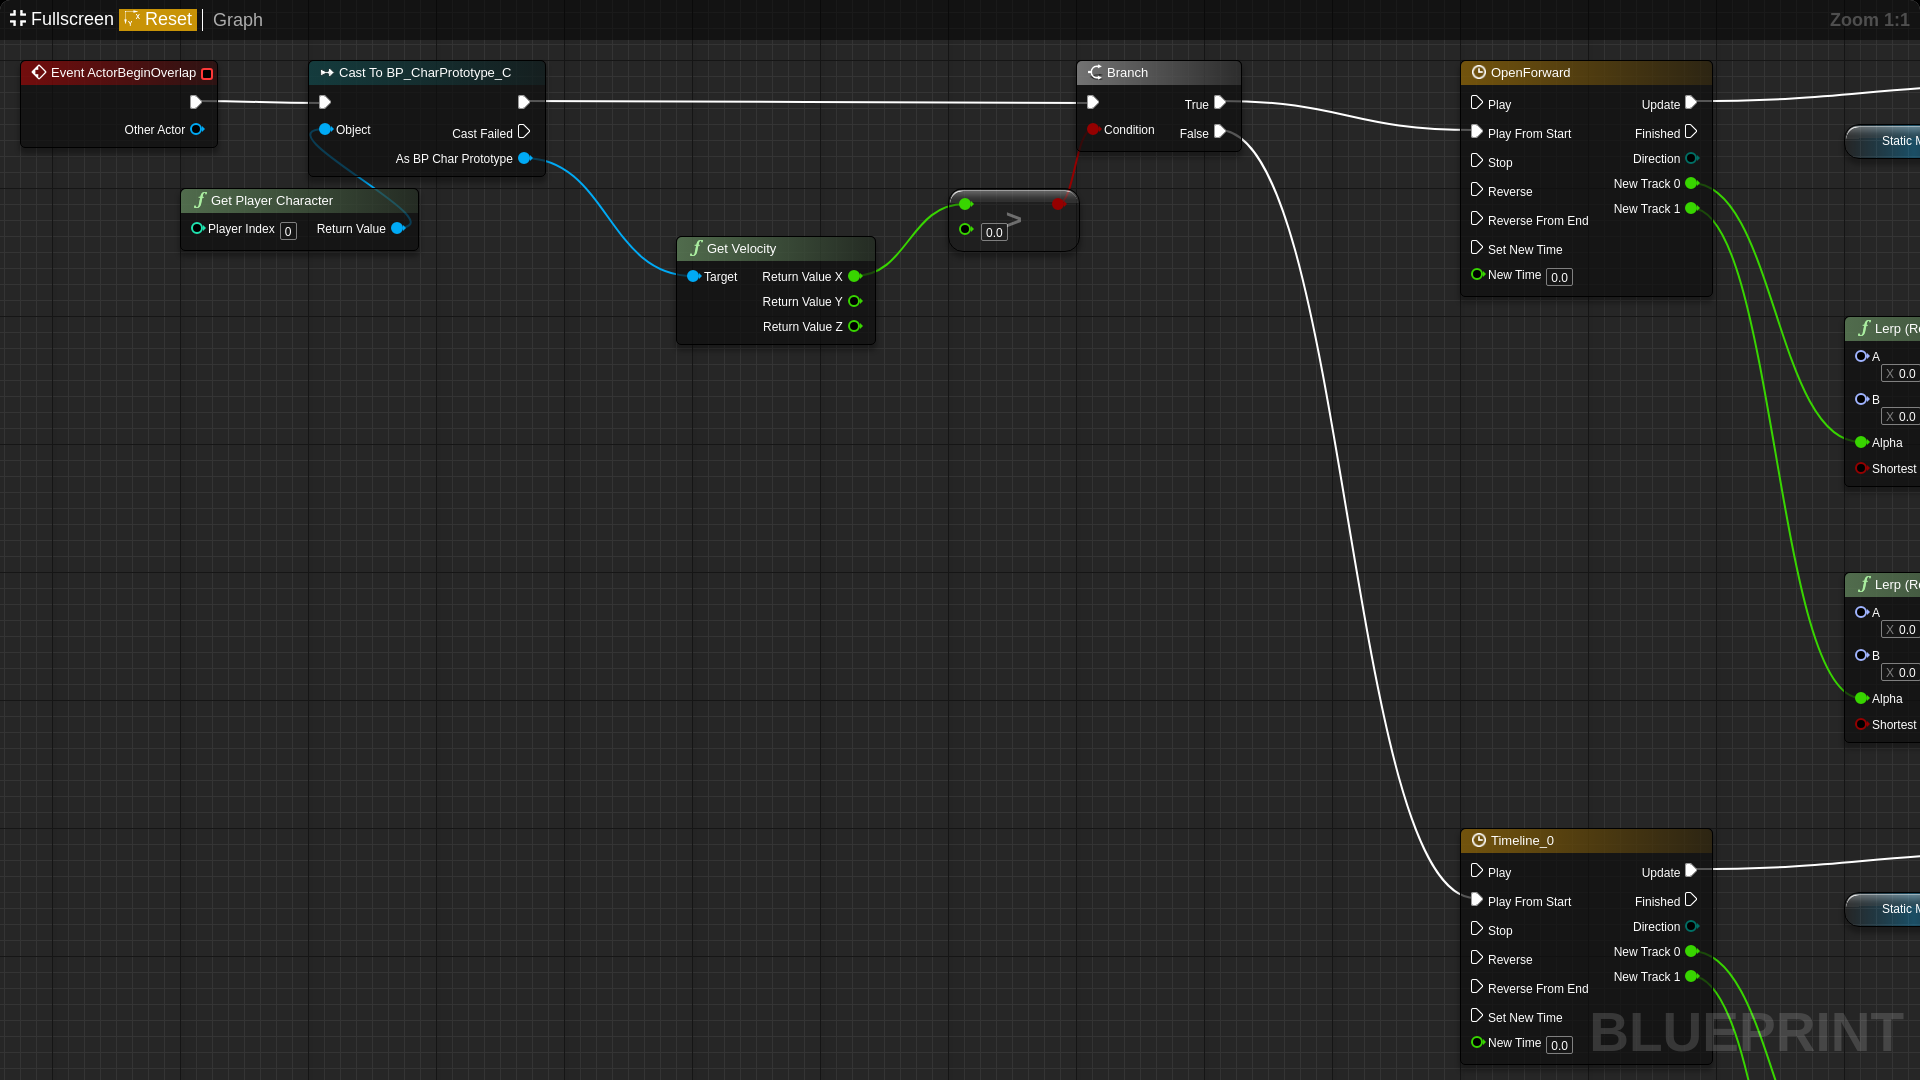 Fullscreen Reset Graph
Zoom 1:1
Event ActorBeginOverlap
Other Actor
Cast To BP_CharPrototype_C
Object
Cast Failed
As BP Char Prototype
Get Player Character
Player Index 0 Return Value
Get Velocity
Target Return Value X
Return Value Y
Return Value Z
>
0.0
Branch
True
Condition
False
OpenForward
Play Update
Play From Start Finished
Stop Direction
Reverse New Track 0
Reverse From End New Track 1
Set New Time
New Time 0.0
Static M
Lerp (Ro
A
X 0.0
B
X 0.0
Alpha
Shortest
Lerp (Ro
A
X 0.0
B
X 0.0
Alpha
Shortest
Timeline_0
Play Update
Play From Start Finished
Stop Direction
Reverse New Track 0
Reverse From End New Track 1
Set New Time
New Time 0.0
Static M
BLUEPRINT